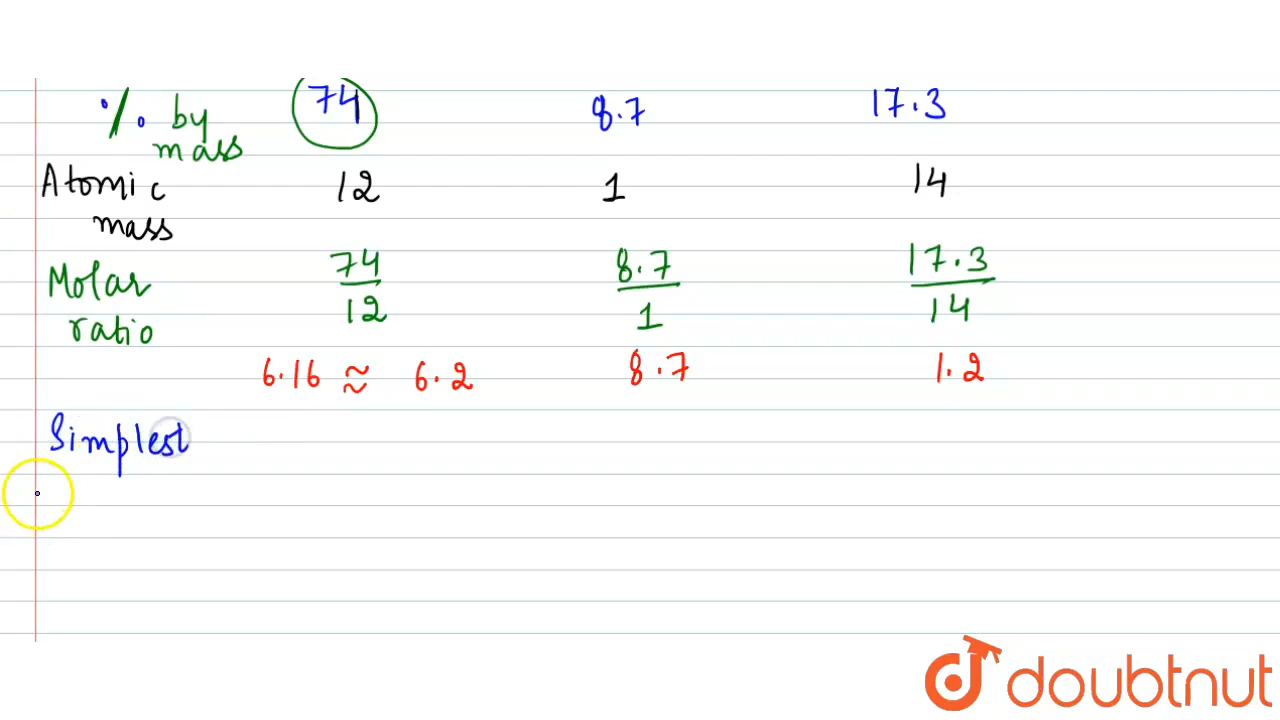 % by mass 74 8.7 17.3
Atomic mass 12 1 14
Molar ratio 74/12 8.7/1 17.3/14
6.16 ≈ 6.2 8.7 1.2
Simplest
doubtnut